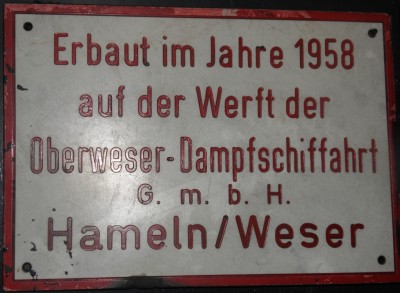 Erbaut im Jahre 1958
auf der Werft der
Oberweser-Dampfschiffahrt
G. m. b. H.
Hameln/Weser